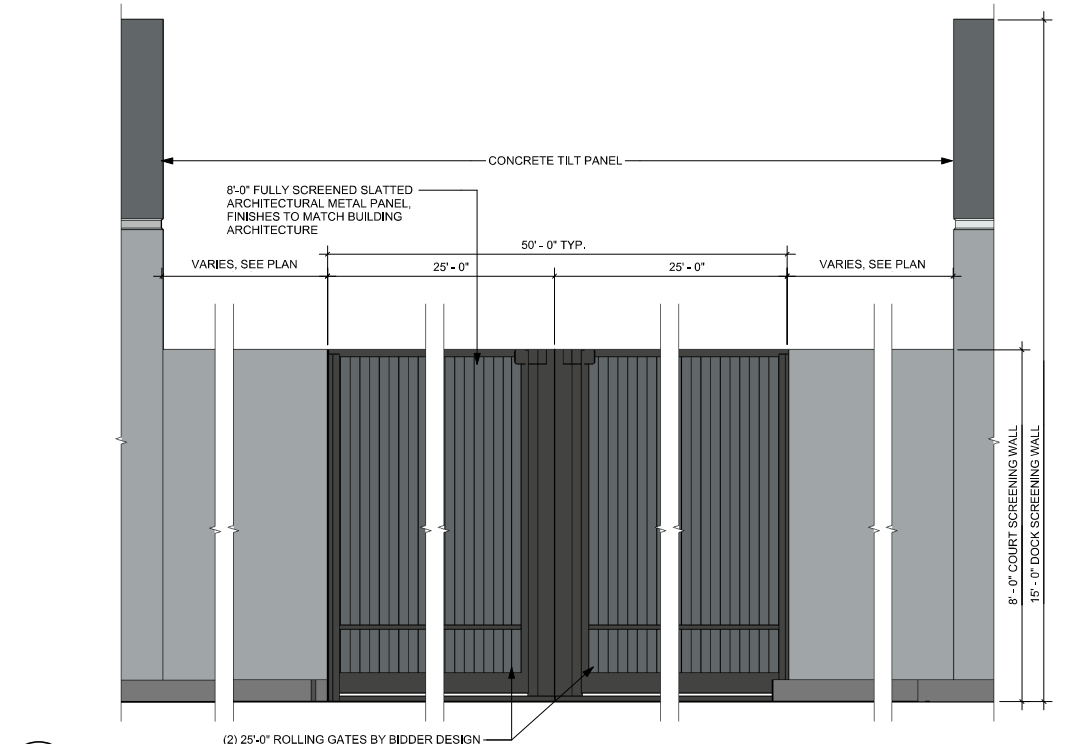 CONCRETE TILT PANEL
8'-0" FULLY SCREENED SLATTED
ARCHITECTURAL METAL PANEL,
FINISHES TO MATCH BUILDING
ARCHITECTURE
50' - 0" TYP.
VARIES, SEE PLAN
25' - 0"
25' - 0"
VARIES, SEE PLAN
8' - 0" COURT SCREENING WALL
15' - 0" DOCK SCREENING WALL
(2) 25'-0" ROLLING GATES BY BIDDER DESIGN